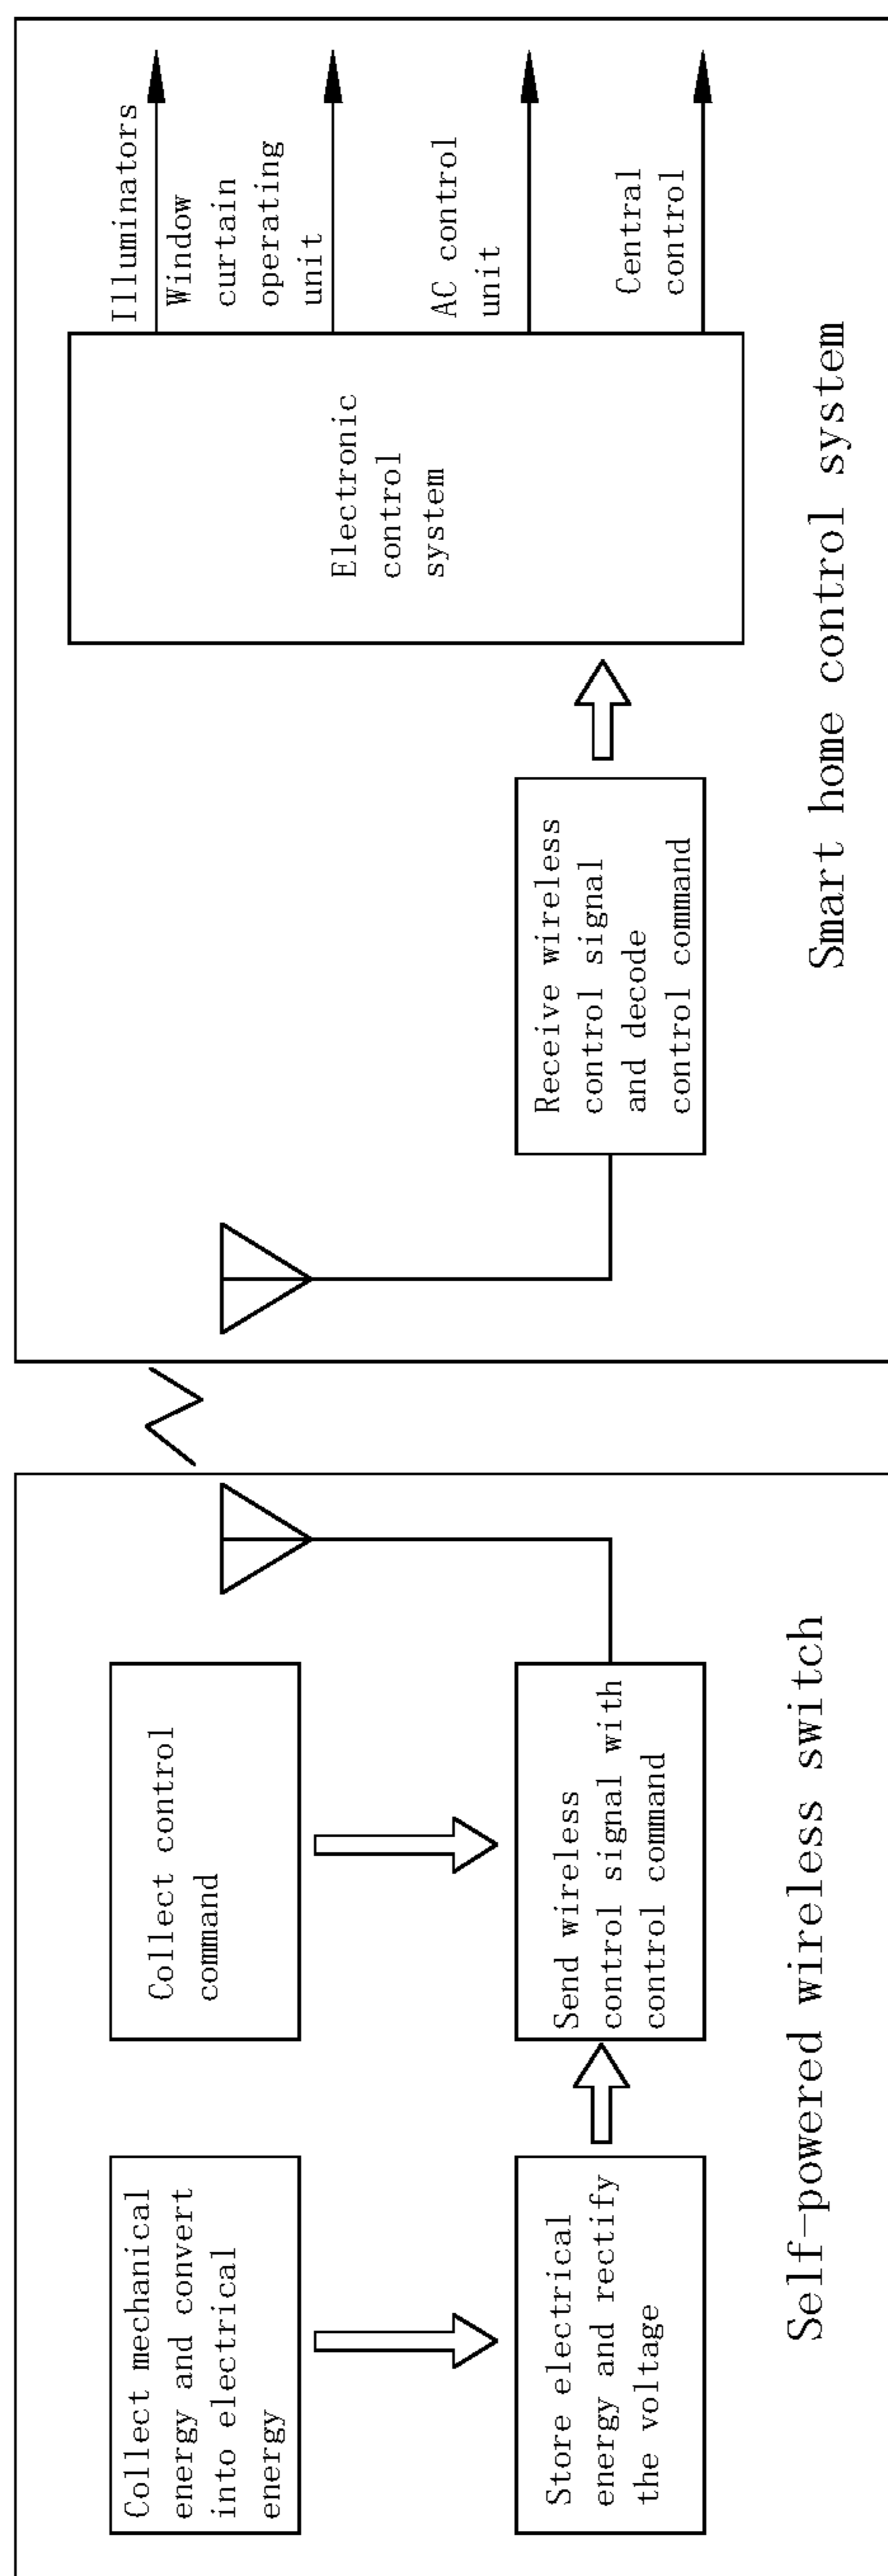 Collect mechanical
energy and convert
into electrical
energy
Store electrical
energy and rectify
the voltage
Collect control
command
Send wireless
control signal with
control command
Self-powered wireless switch
Receive wireless
control signal
and decode
control command
Electronic
control
system
Illuminators
Window
curtain
operating
unit
AC control
unit
Central
control
Smart home control system